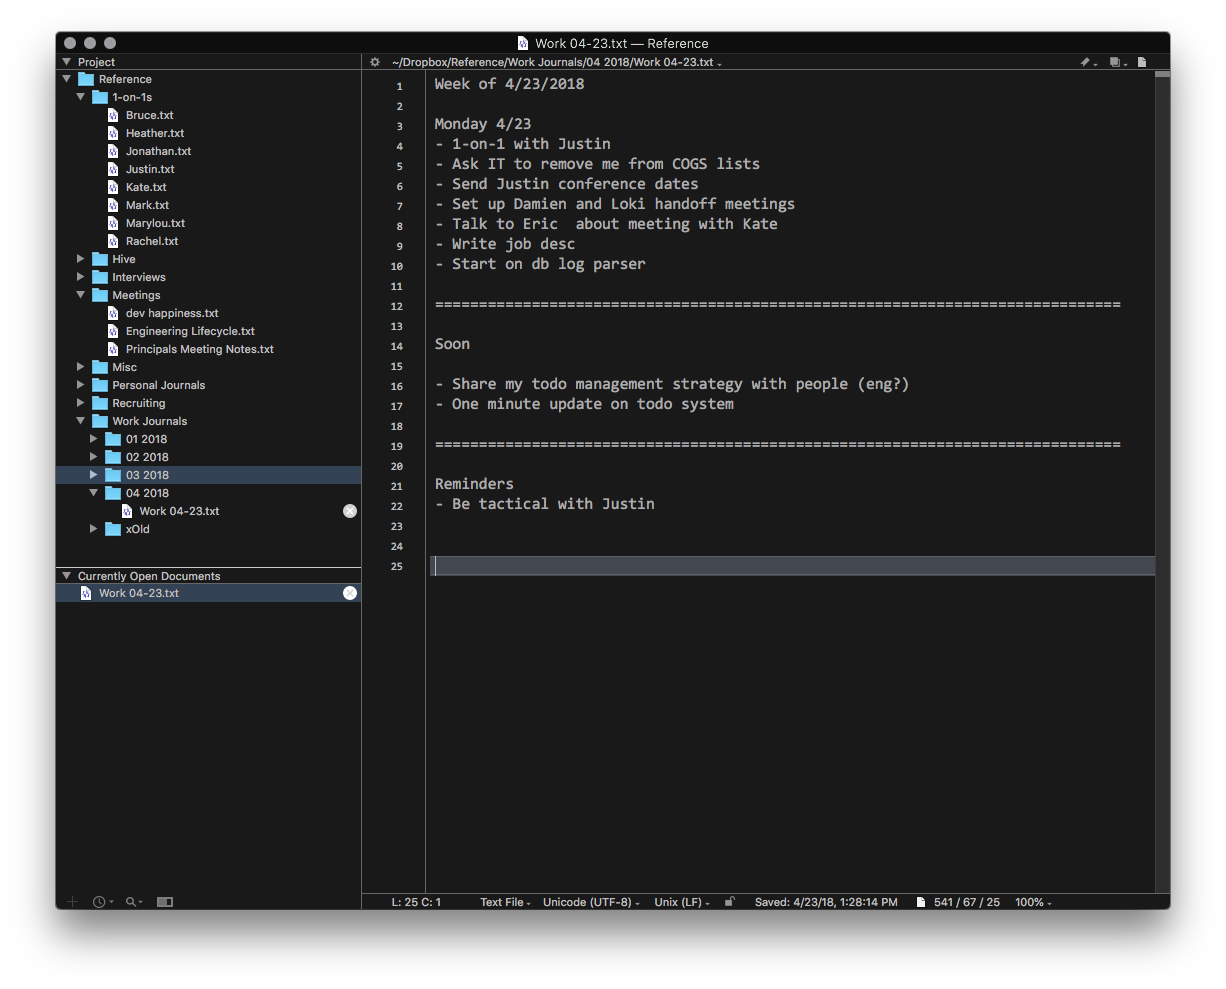 Work 04-23.txt — Reference
Project
Reference
1-on-1s
Bruce.txt
Heather.txt
Jonathan.txt
Justin.txt
Kate.txt
Mark.txt
Marylou.txt
Rachel.txt
Hive
Interviews
Meetings
dev happiness.txt
Engineering Lifecycle.txt
Principals Meeting Notes.txt
Misc
Personal Journals
Recruiting
Work Journals
01 2018
02 2018
03 2018
04 2018
Work 04-23.txt
xOld
Currently Open Documents
Work 04-23.txt
~/Dropbox/Reference/Work Journals/04 2018/Work 04-23.txt
1 Week of 4/23/2018
2
3 Monday 4/23
4 - 1-on-1 with Justin
5 - Ask IT to remove me from COGS lists
6 - Send Justin conference dates
7 - Set up Damien and Loki handoff meetings
8 - Talk to Eric  about meeting with Kate
9 - Write job desc
10 - Start on db log parser
11
12 ==============================================================================
13
14 Soon
15
16 - Share my todo management strategy with people (eng?)
17 - One minute update on todo system
18
19 ==============================================================================
20
21 Reminders
22 - Be tactical with Justin
23
24
25
L: 25 C: 1 Text File Unicode (UTF-8) Unix (LF) Saved: 4/23/18, 1:28:14 PM 541 / 67 / 25 100%